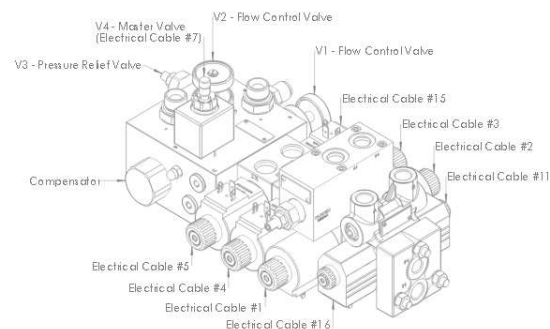 V2 - Flow Control Valve
V4 - Master Valve
(Electrical Cable #7)
V3 - Pressure Relief Valve
V1 - Flow Control Valve
Electrical Cable #15
Electrical Cable #3
Electrical Cable #2
Electrical Cable #11
Compensator
Electrical Cable #5
Electrical Cable #4
Electrical Cable #1
Electrical Cable #16